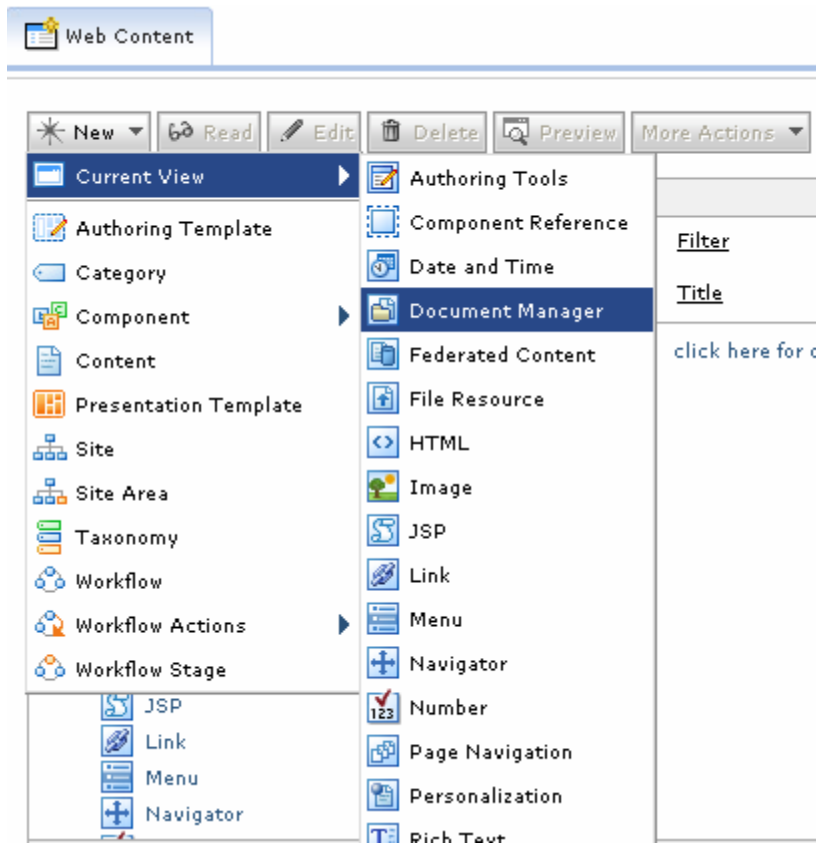 Web Content
New Read Edit Delete Preview More Actions
Current View
Authoring Template
Category
Component
Content
Presentation Template
Site
Site Area
Taxonomy
Workflow
Workflow Actions
Workflow Stage
JSP
Link
Menu
Navigator
Authoring Tools
Component Reference
Date and Time
Document Manager
Federated Content
File Resource
HTML
Image
JSP
Link
Menu
Navigator
123 Number
Page Navigation
Personalization
Rich Text
Filter
Title
click here for